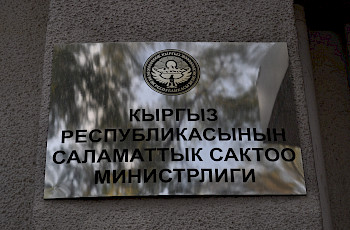 КЫРГЫЗ
РЕСПУБЛИКАСЫНЫН
САЛАМАТТЫК САКТОО
МИНИСТРЛИГИ